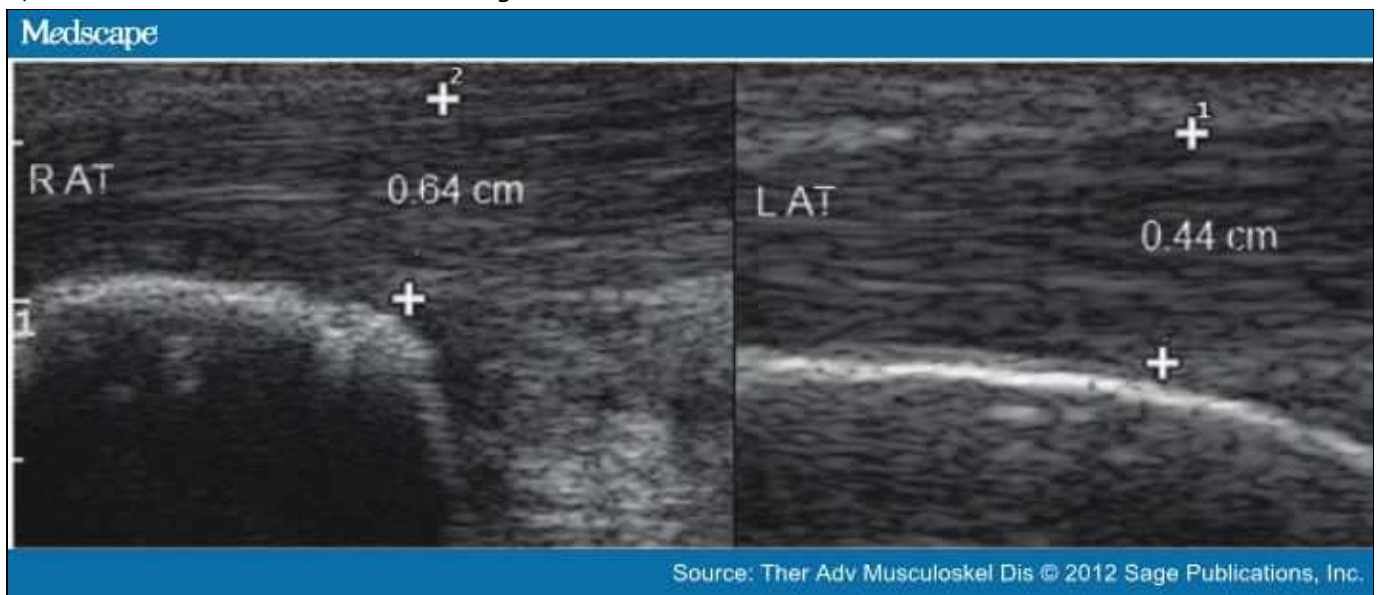 Medscape
2
1
R AT
0.64 cm
L AT
0.44 cm
1
Source: Ther Adv Musculoskel Dis © 2012 Sage Publications, Inc.